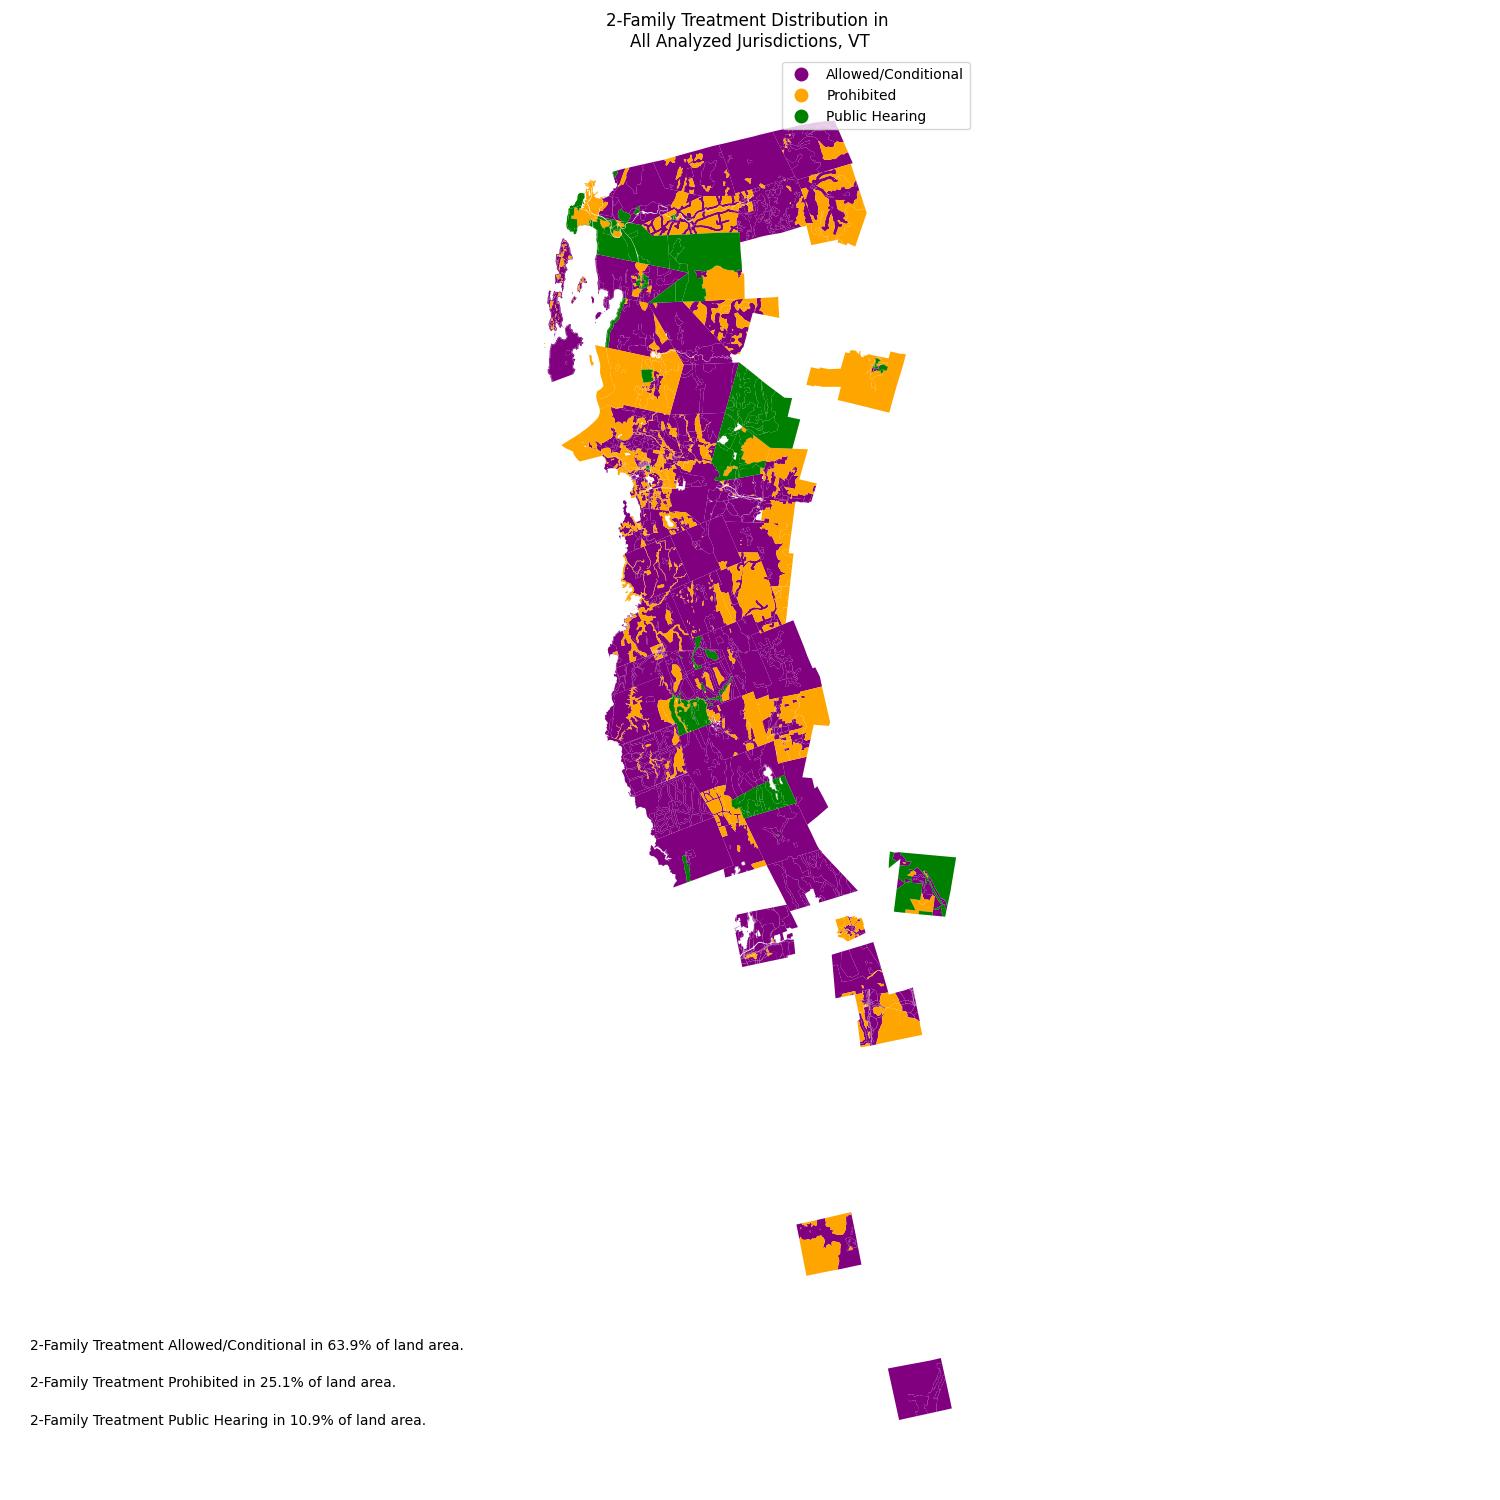 2-Family Treatment Distribution in
All Analyzed Jurisdictions, VT
Allowed/Conditional
Prohibited
Public Hearing
2-Family Treatment Allowed/Conditional in 63.9% of land area.
2-Family Treatment Prohibited in 25.1% of land area.
2-Family Treatment Public Hearing in 10.9% of land area.